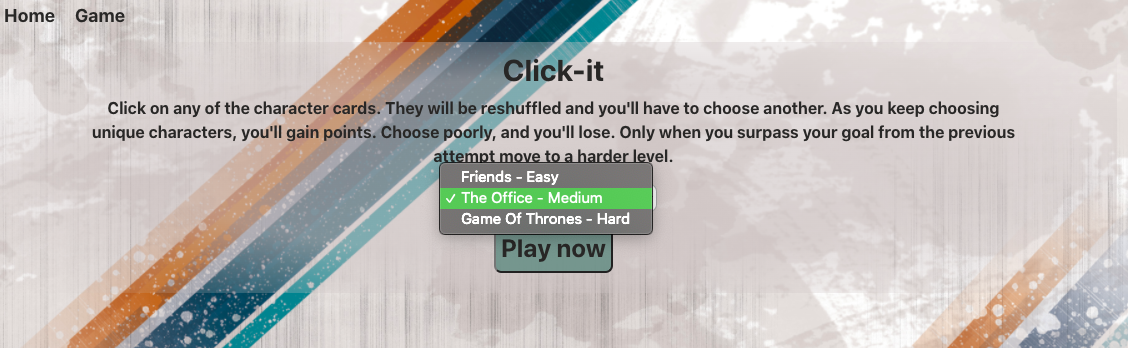 Home Game
Click-it
Click on any of the character cards. They will be reshuffled and you'll have to choose another. As you keep choosing
unique characters, you'll gain points. Choose poorly, and you'll lose. Only when you surpass your goal from the previous
attempt move to a harder level.
Friends - Easy
✓ The Office - Medium
Game Of Thrones - Hard
Play now